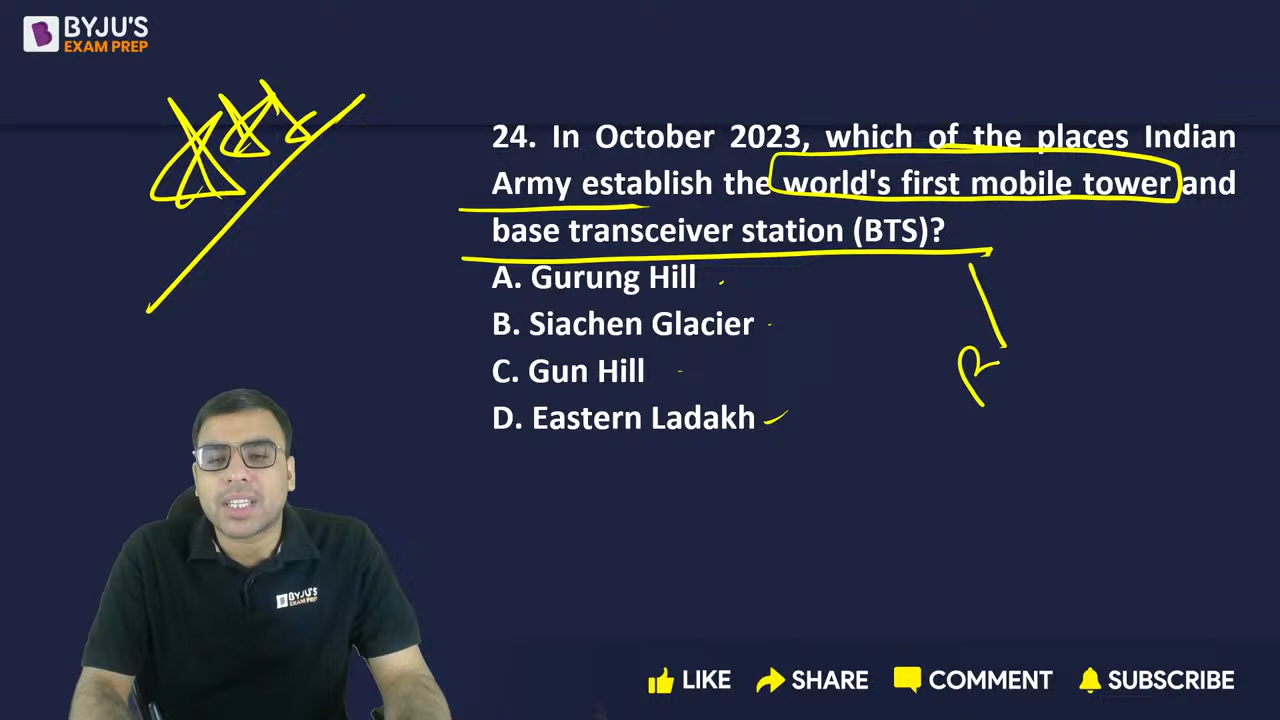 BYJU'S
EXAM PREP
24. In October 2023, which of the places Indian
Army establish the world's first mobile tower and
base transceiver station (BTS)?
A. Gurung Hill
B. Siachen Glacier
C. Gun Hill
D. Eastern Ladakh
BYJU'S
EXAM PREP
LIKE SHARE COMMENT SUBSCRIBE